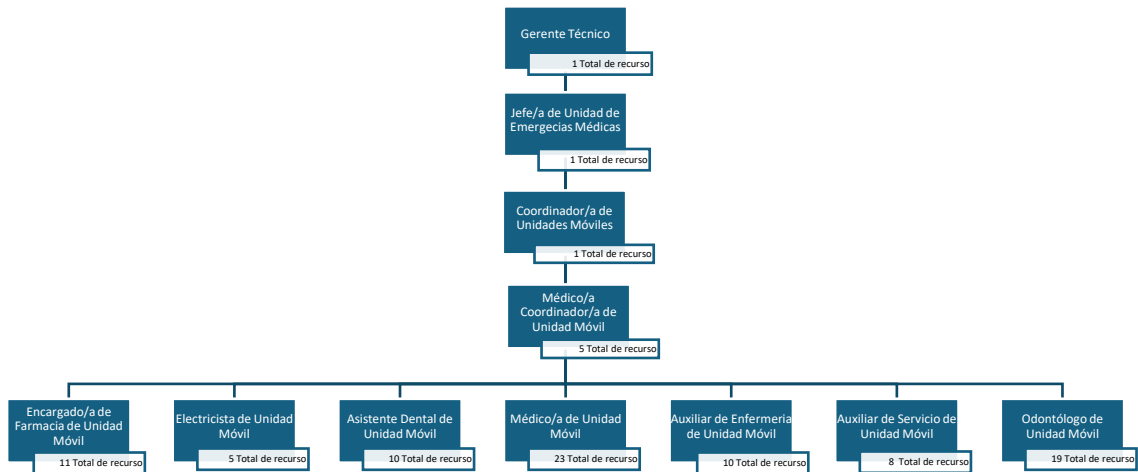 Gerente Técnico
1 Total de recurso
Jefe/a de Unidad de
Emergecias Médicas
1 Total de recurso
Coordinador/a de
Unidades Móviles
1 Total de recurso
Médico/a
Coordinador/a de
Unidad Móvil
5 Total de recurso
Encargado/a de
Farmacia de Unidad
Móvil
11 Total de recurso
Electricista de Unidad
Móvil
5 Total de recurso
Asistente Dental de
Unidad Móvil
10 Total de recurso
Médico/a de Unidad
Móvil
23 Total de recurso
Auxiliar de Enfermeria
de Unidad Móvil
10 Total de recurso
Auxiliar de Servicio de
Unidad Móvil
8 Total de recurso
Odontólogo de
Unidad Móvil
19 Total de recurso